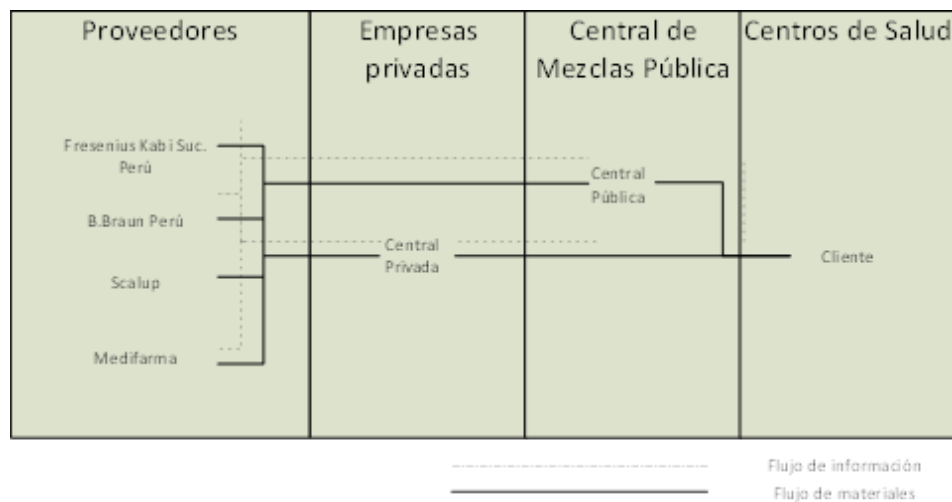 Proveedores
Empresas
privadas
Central de
Mezclas Pública
Centros de Salud
Fresenius Kabi Suc.
Perú
B.Braun Perú
Scalup
Medifarma
Central
Privada
Central
Pública
Cliente
Flujo de información
Flujo de materiales